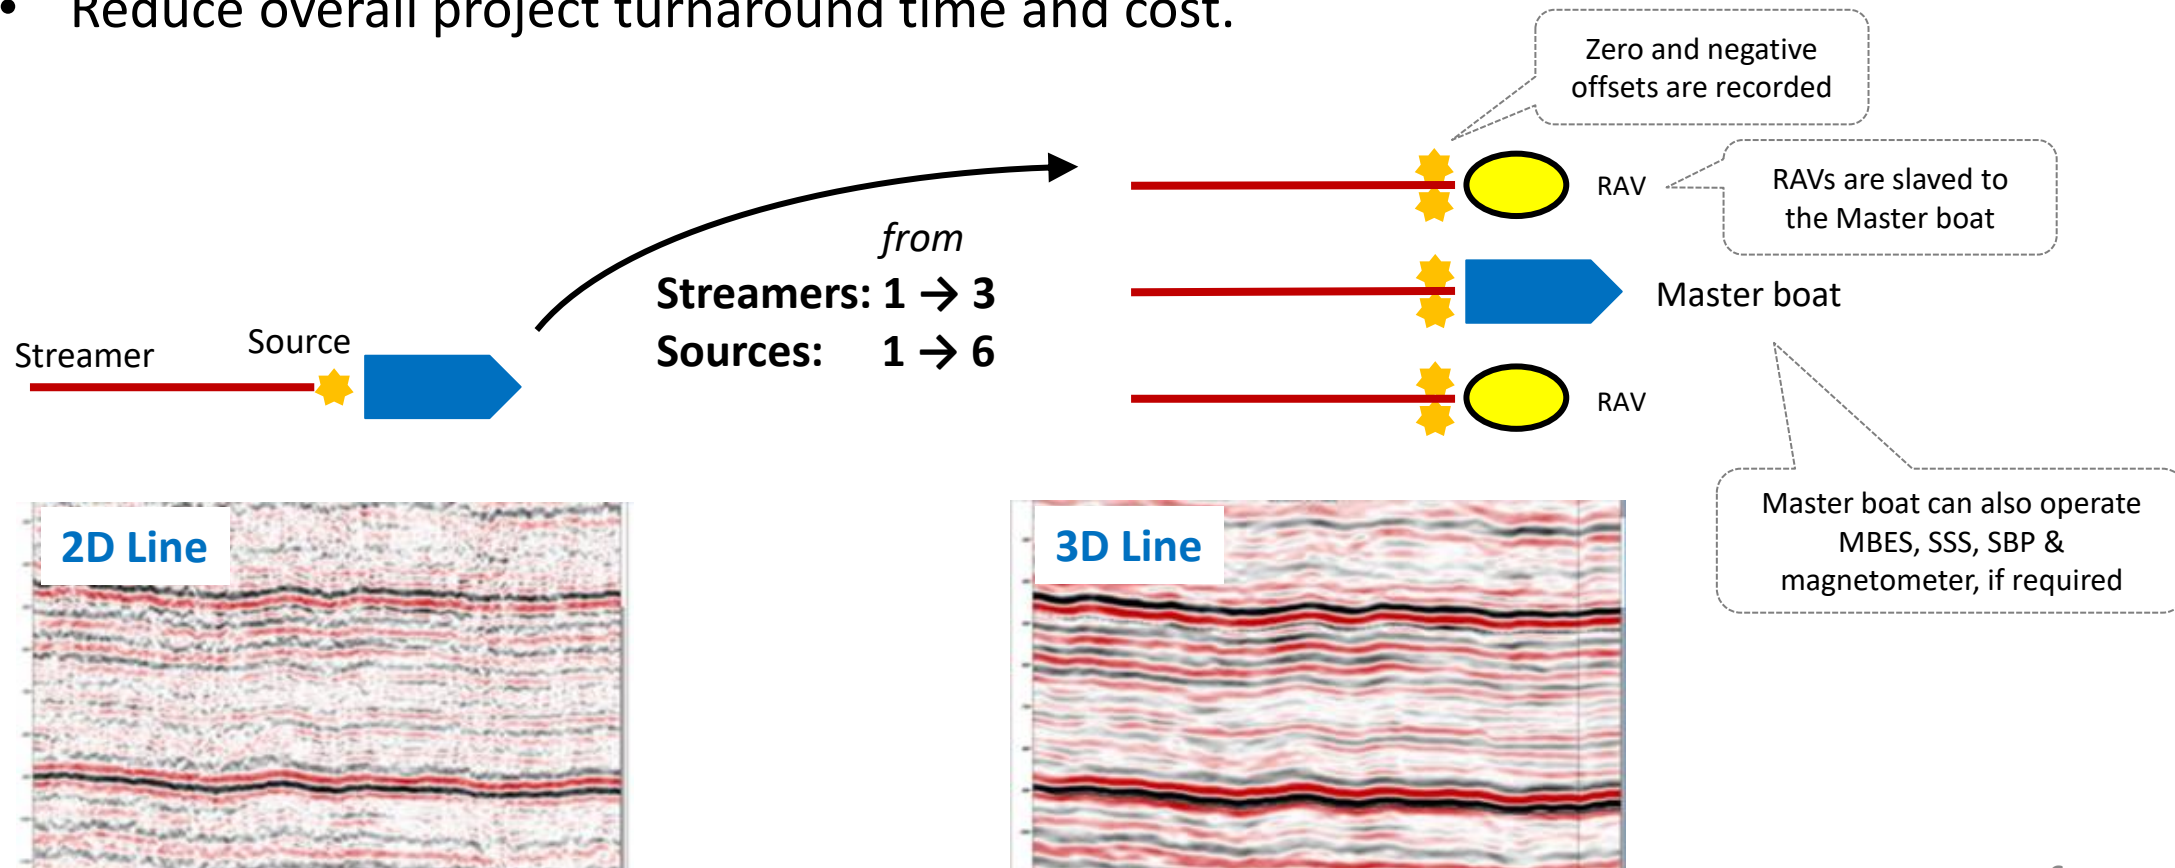 • Reduce overall project turnaround time and cost.
Zero and negative
offsets are recorded
RAV
RAVs are slaved to
the Master boat
from
Streamers: 1 → 3
Sources: 1 → 6
Master boat
Streamer
Source
RAV
Master boat can also operate
MBES, SSS, SBP &
magnetometer, if required
2D Line
3D Line